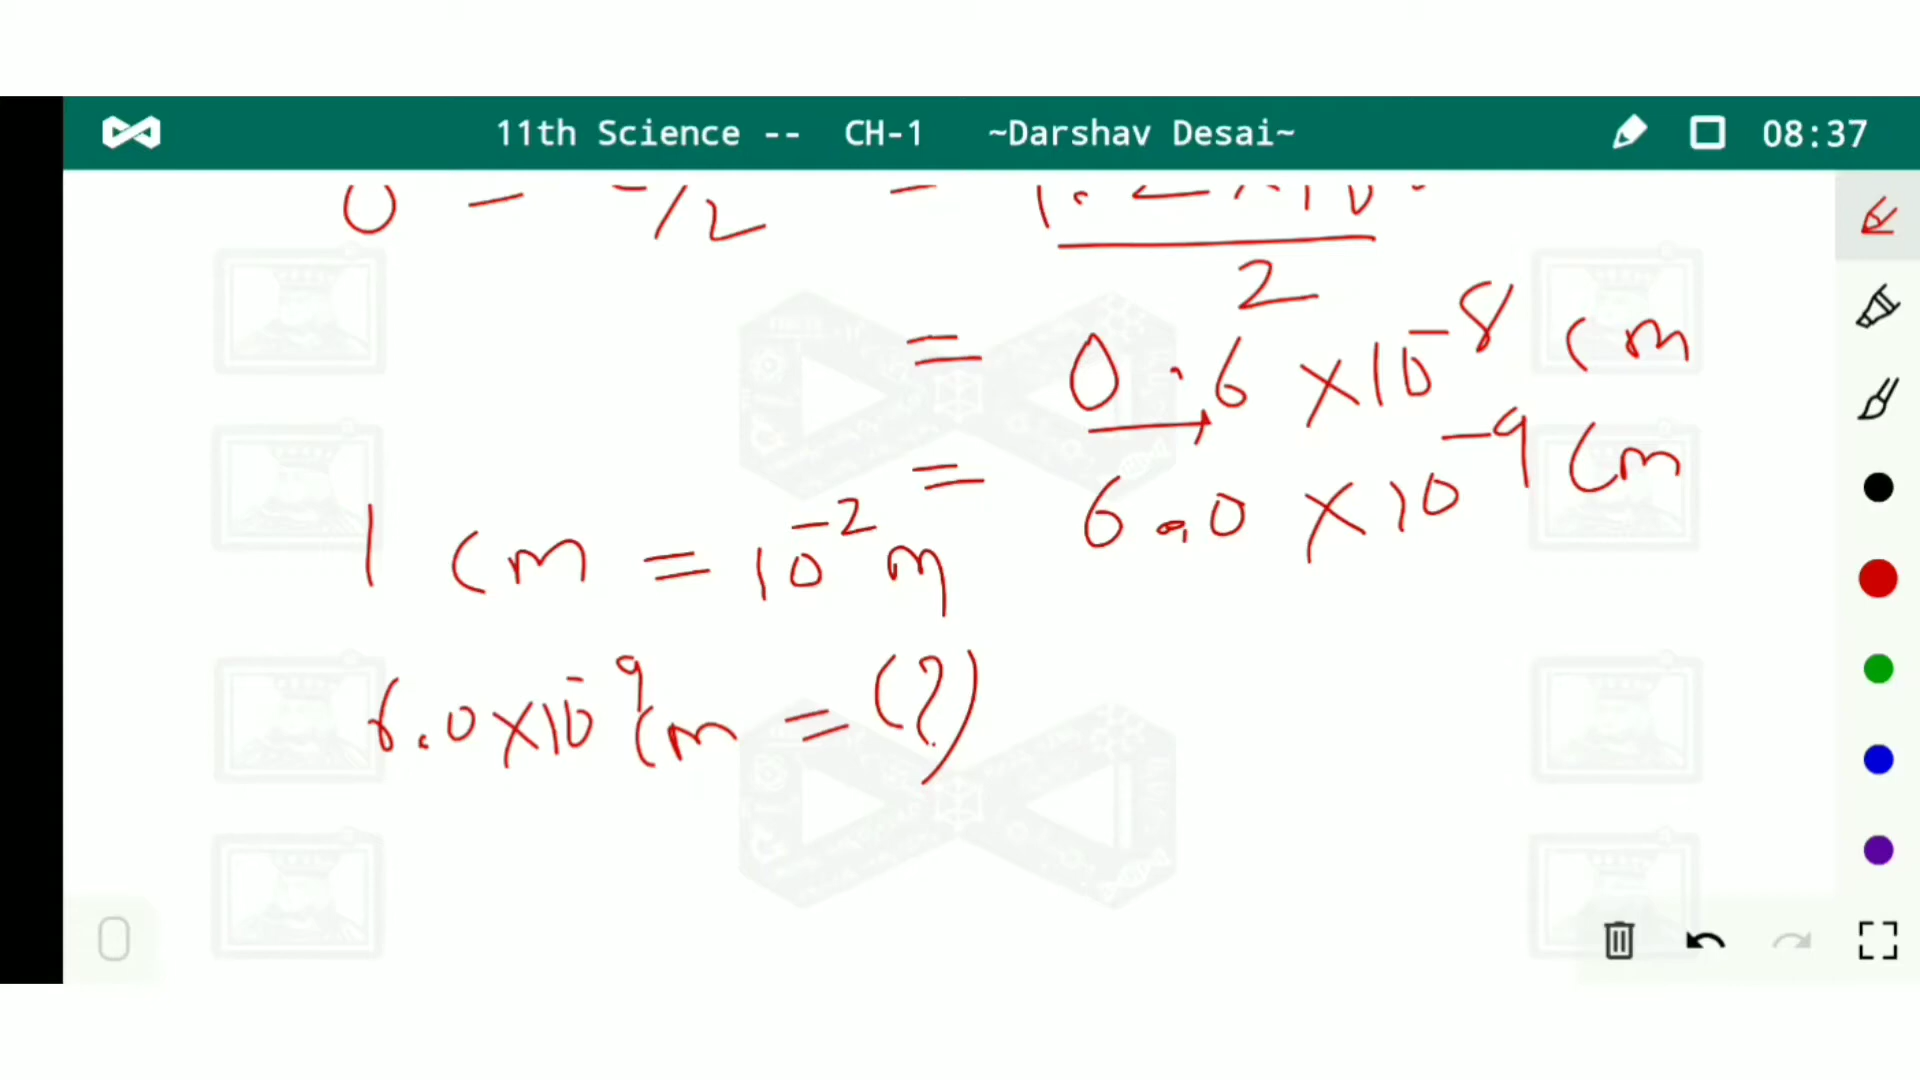 11th Science -- CH-1 ~Darshav Desai~ 08:37
2
= 0.6 ×10⁻⁸ cm
= 6.0 × 10⁻⁹ cm
1 cm = 10⁻² m
6.0×10⁻⁹ cm = (?)